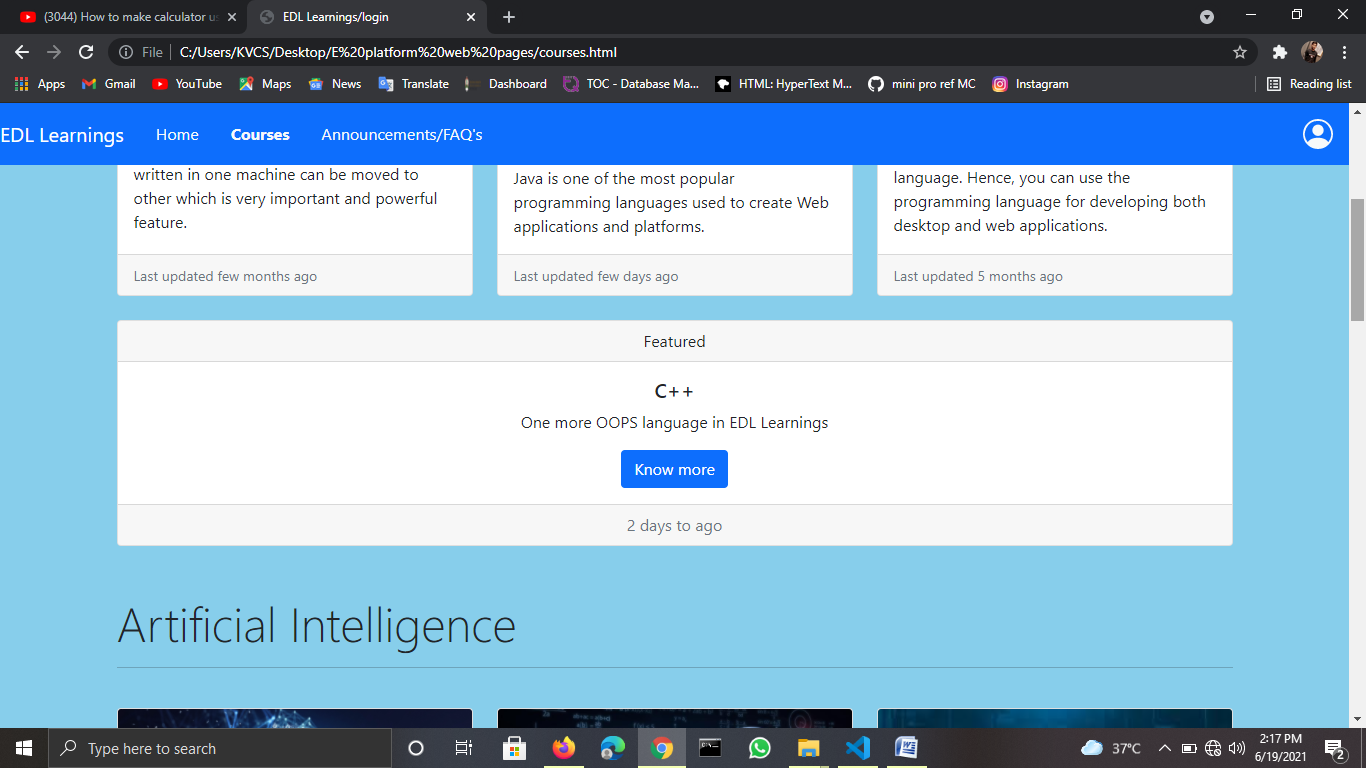 (3044) How to make calculator u
EDL Learnings/login
File
C:/Users/KVCS/Desktop/E%20platform%20web%20pages/courses.html
Apps
Gmail
YouTube
Maps
News
Translate
Dashboard
TOC - Database Ma...
HTML: HyperText M...
mini pro ref MC
Instagram
Reading list
EDL Learnings
Home
Courses
Announcements/FAQ's
written in one machine can be moved to
other which is very important and powerful
feature.
Last updated few months ago
Java is one of the most popular
programming languages used to create Web
applications and platforms.
Last updated few days ago
language. Hence, you can use the
programming language for developing both
desktop and web applications.
Last updated 5 months ago
Featured
C++
One more OOPS language in EDL Learnings
Know more
2 days to ago
Artificial Intelligence
Type here to search
37°C
2:17 PM
6/19/2021
2